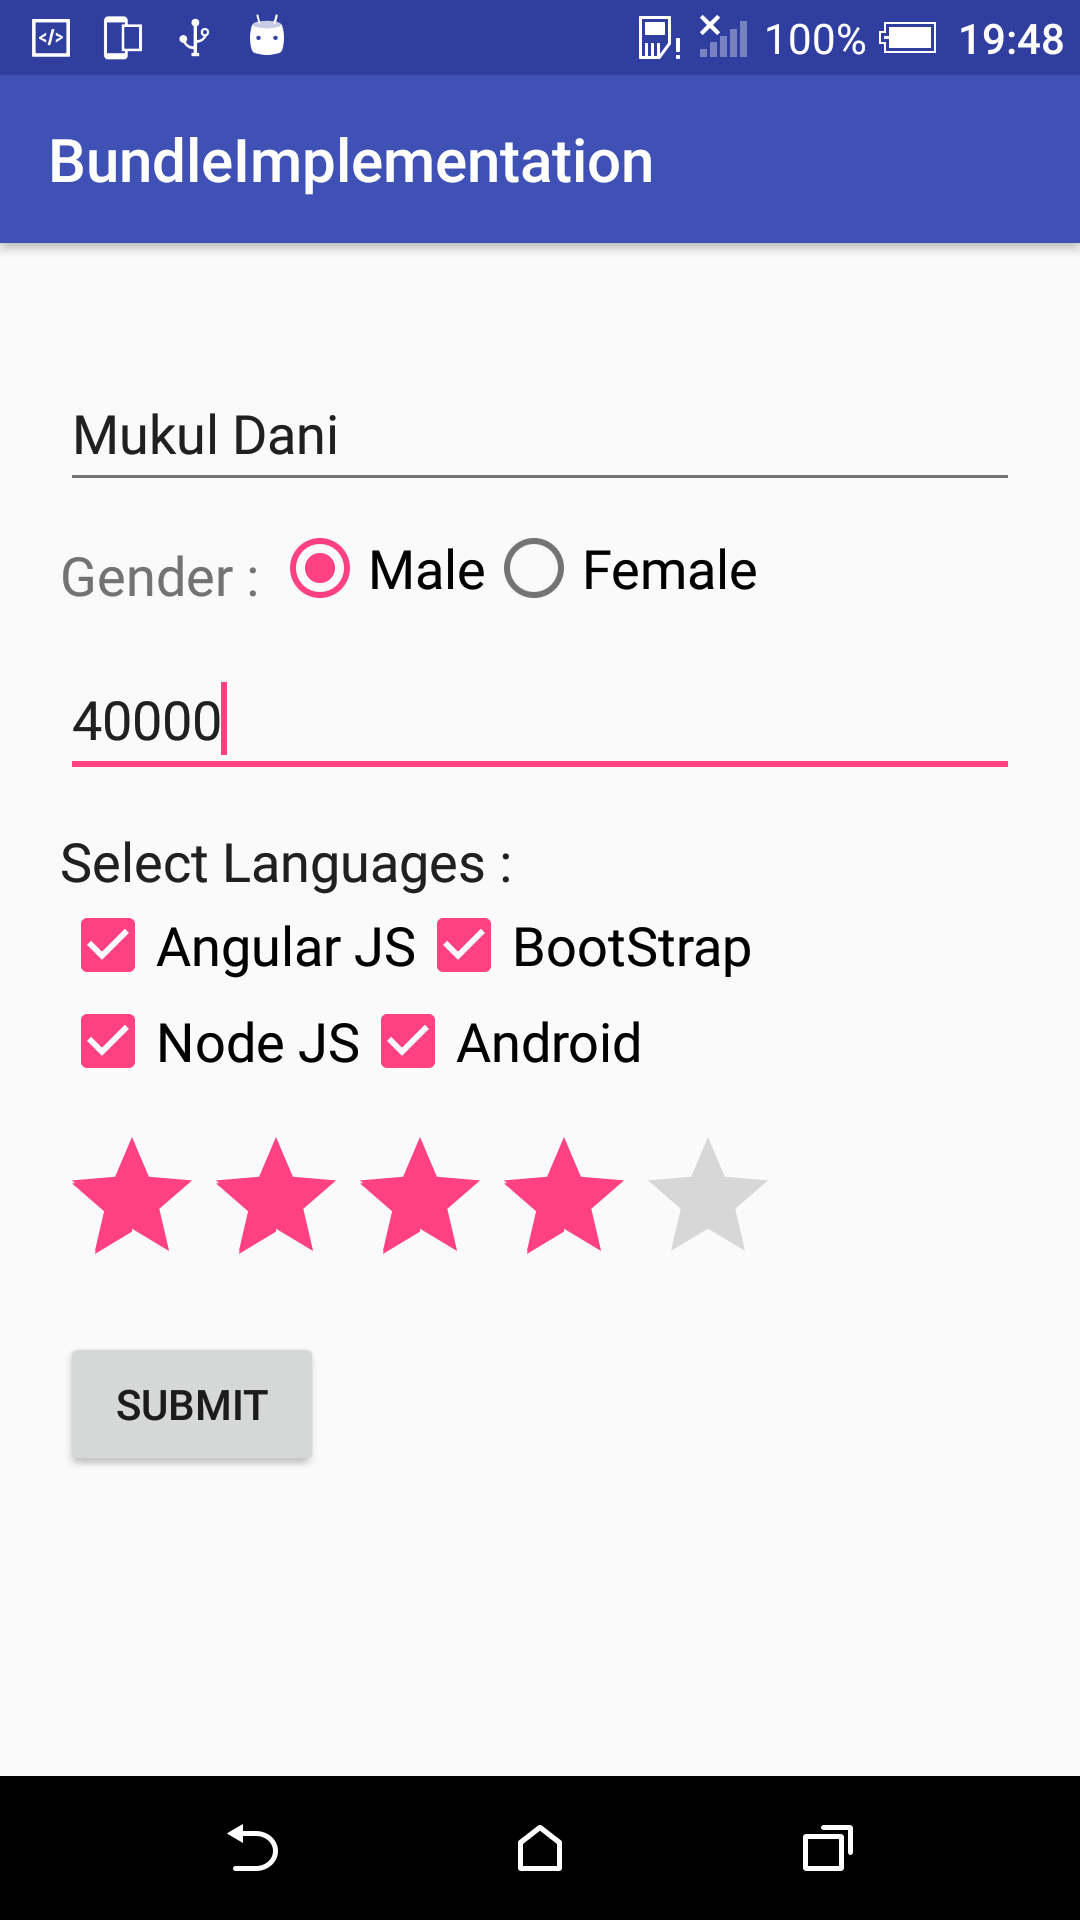 100% 19:48
BundleImplementation
Mukul Dani
Gender : Male Female
40000
Select Languages :
Angular JS BootStrap
Node JS Android
SUBMIT